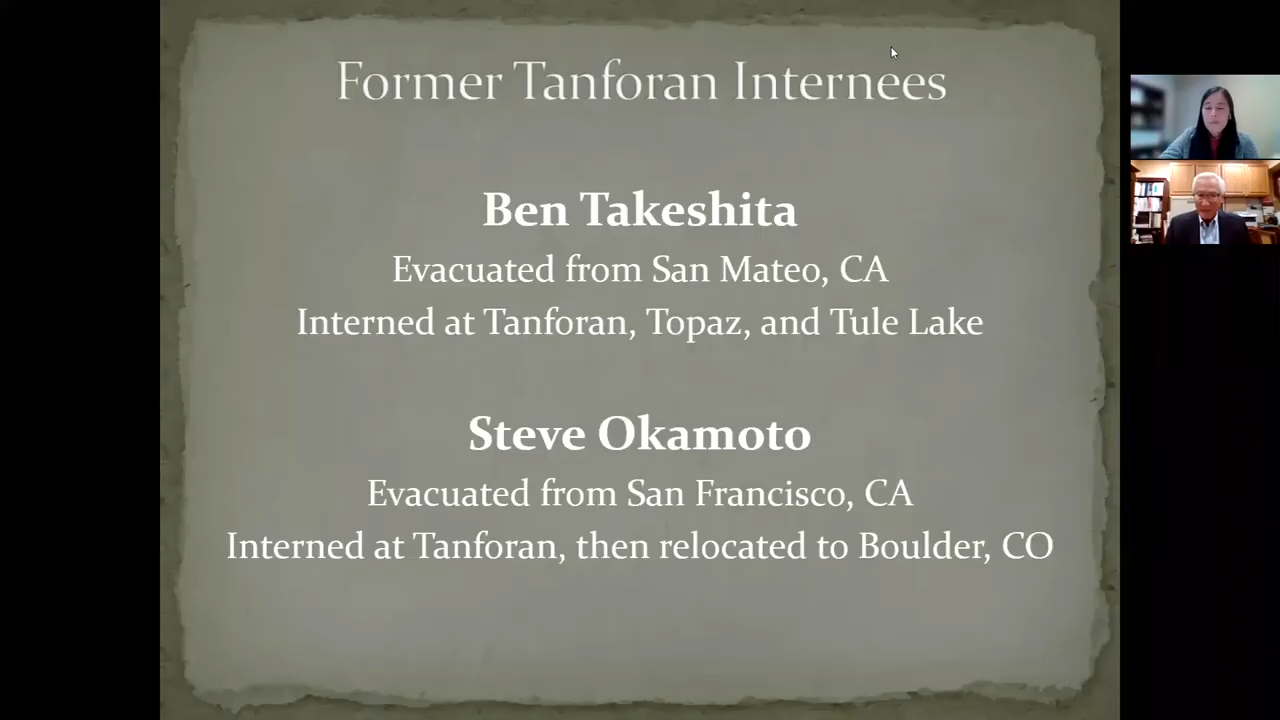 Former Tanforan Internees
Ben Takeshita
Evacuated from San Mateo, CA
Interned at Tanforan, Topaz, and Tule Lake
Steve Okamoto
Evacuated from San Francisco, CA
Interned at Tanforan, then relocated to Boulder, CO